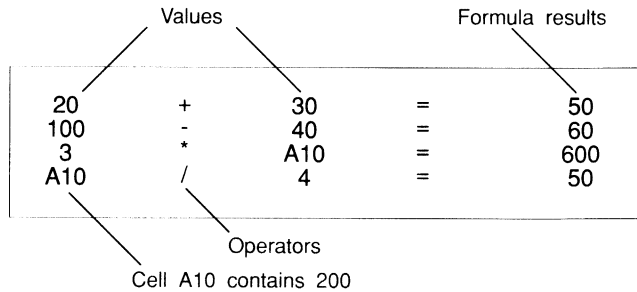 Values Formula results
20 + 30 = 50
100 - 40 = 60
3 * A10 = 600
A10 / 4 = 50
Operators
Cell A10 contains 200